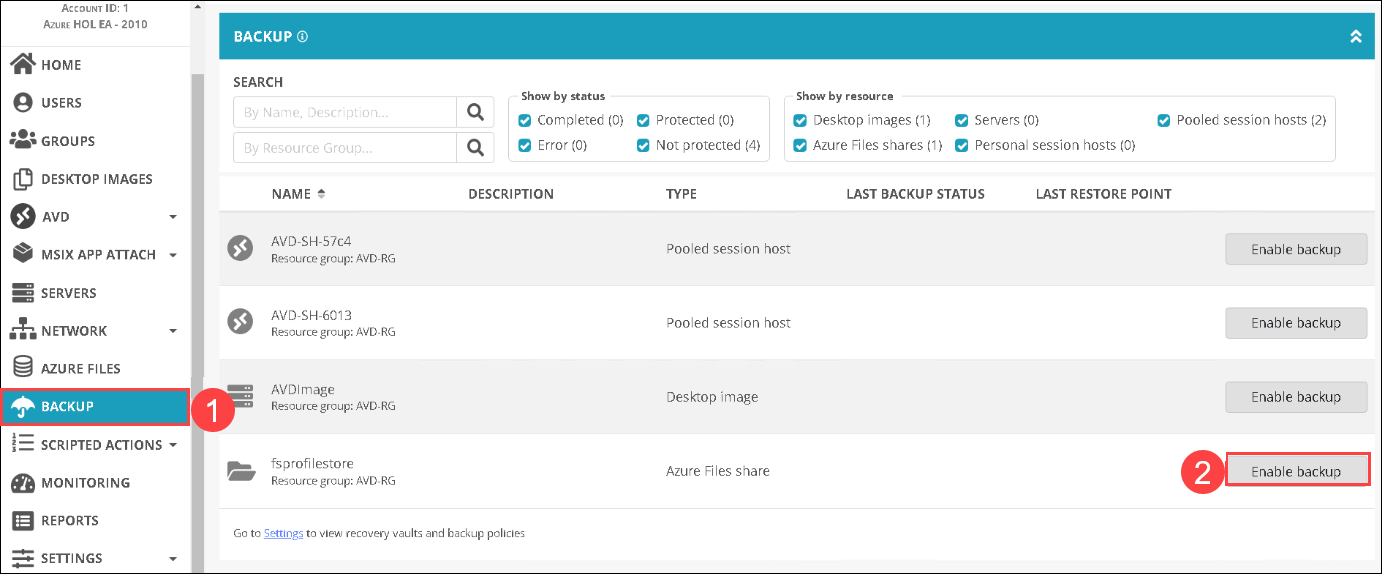 ACCOUNT ID: 1
AZURE HOL EA - 2010
HOME
USERS
GROUPS
DESKTOP IMAGES
AVD
MSIX APP ATTACH
SERVERS
NETWORK
AZURE FILES
BACKUP
1
SCRIPTED ACTIONS
MONITORING
REPORTS
SETTINGS
BACKUP
SEARCH
By Name, Description...
By Resource Group...
Show by status
Completed (0) Protected (0)
Error (0) Not protected (4)
Show by resource
Desktop images (1) Servers (0) Pooled session hosts (2)
Azure Files shares (1) Personal session hosts (0)
NAME DESCRIPTION TYPE LAST BACKUP STATUS LAST RESTORE POINT
AVD-SH-57c4
Resource group: AVD-RG
Pooled session host
Enable backup
AVD-SH-6013
Resource group: AVD-RG
Pooled session host
Enable backup
AVDImage
Resource group: AVD-RG
Desktop image
Enable backup
fsprofilestore
Resource group: AVD-RG
Azure Files share
2
Enable backup
Go to Settings to view recovery vaults and backup policies